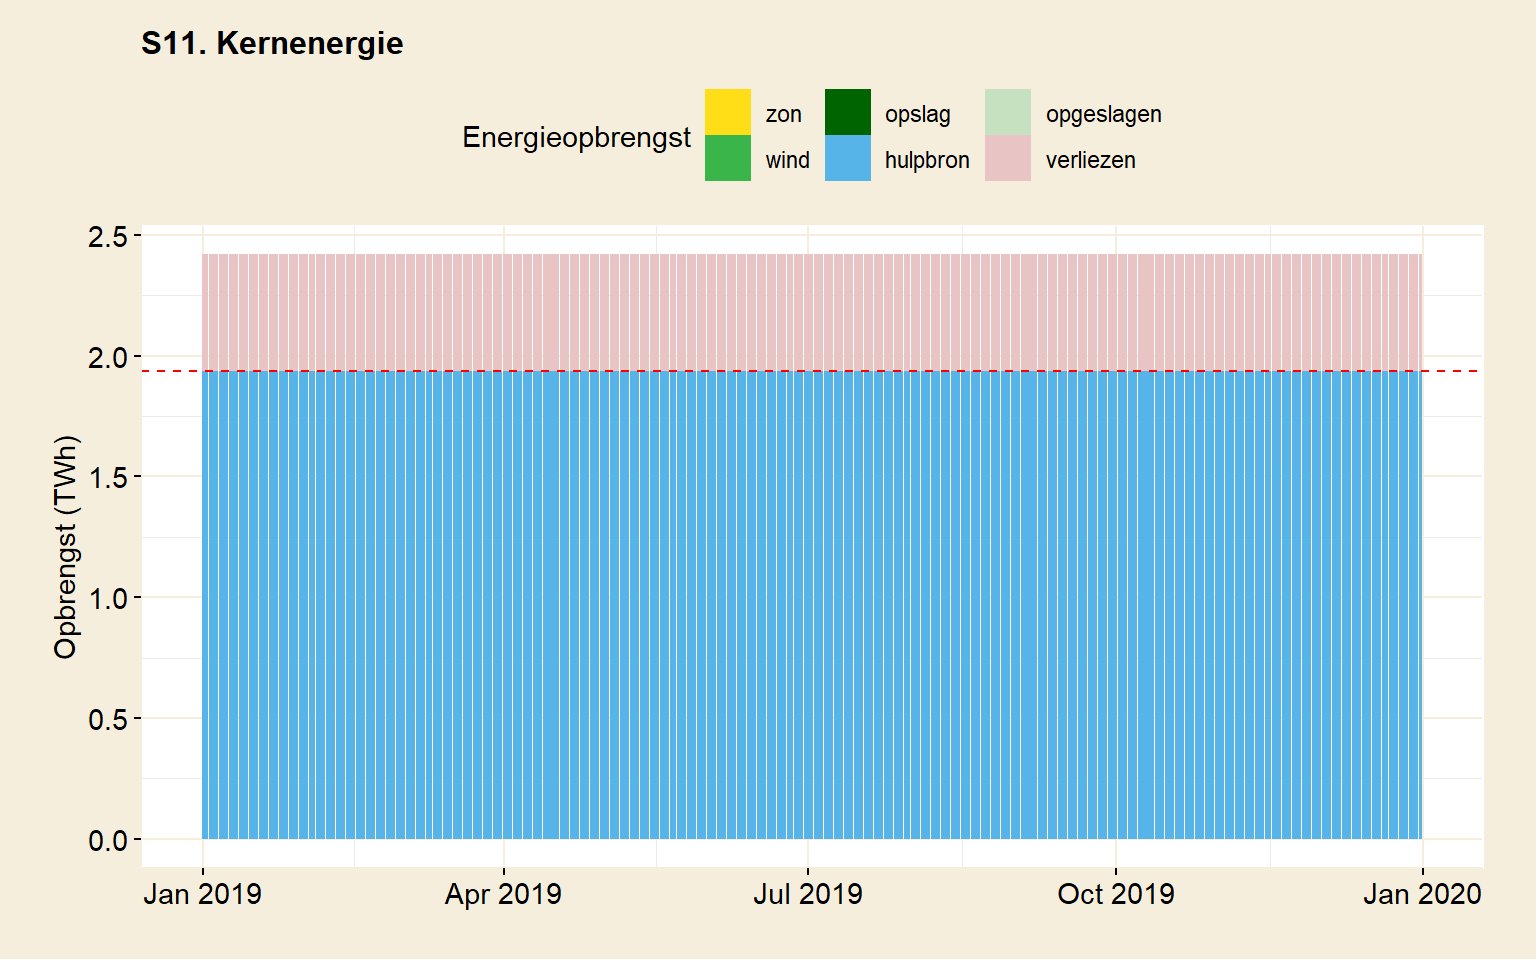 S11. Kernenergie
Energieopbrengst
zon
opslag
opgeslagen
wind
hulpbron
verliezen
Opbrengst (TWh)
2.5
2.0
1.5
1.0
0.5
0.0
Jan 2019
Apr 2019
Jul 2019
Oct 2019
Jan 2020